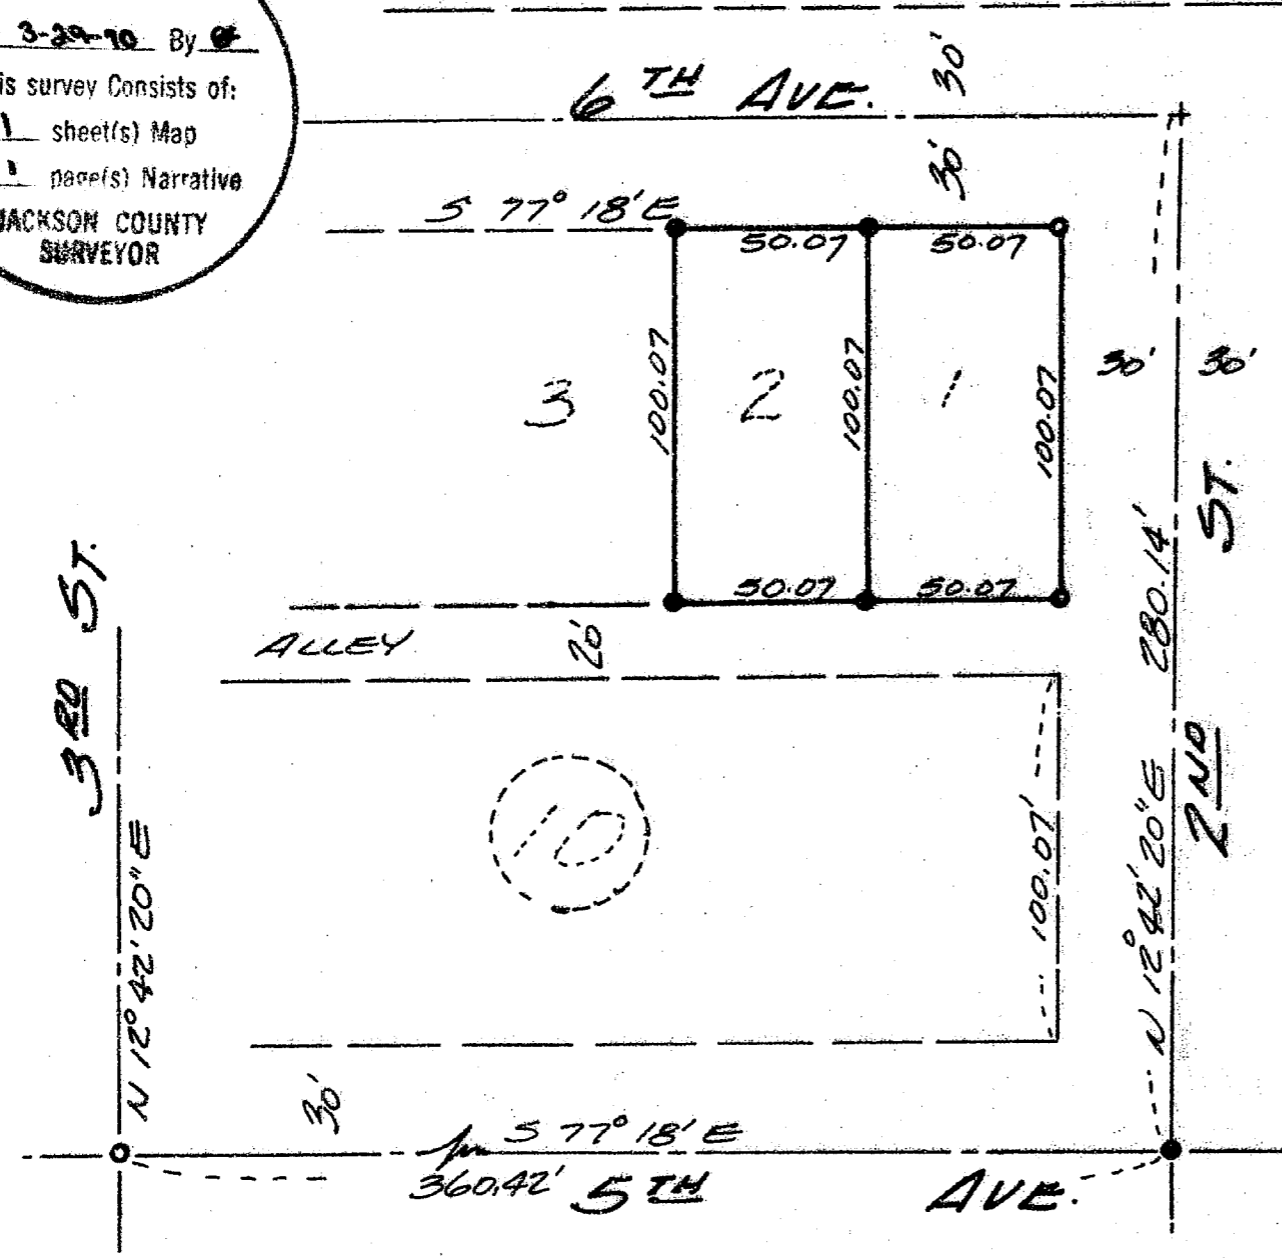 3-29-90 By
is survey Consists of:
1 sheet(s) Map
1 page(s) Narrative
JACKSON COUNTY
SURVEYOR
6TH AVE.
30'
30'
S 77° 18' E
50.07
50.07
3
100.07
2
100.07
1
100.07
30'
30'
50.07
50.07
ALLEY
20'
3RD ST.
N 12° 42' 20" E
10
100.07'
N 12° 42' 20" E 280.14'
2ND ST.
30'
S 77° 18' E
360.42'
5TH AVE.